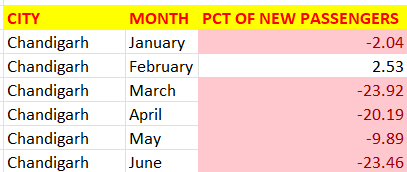 CITY MONTH PCT OF NEW PASSENGERS
Chandigarh January -2.04
Chandigarh February 2.53
Chandigarh March -23.92
Chandigarh April -20.19
Chandigarh May -9.89
Chandigarh June -23.46